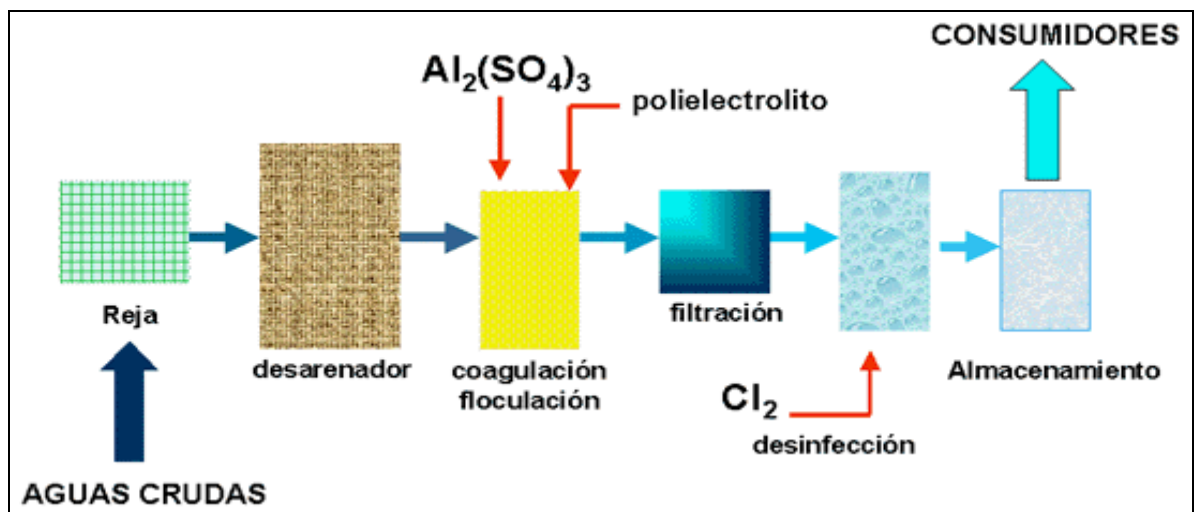 CONSUMIDORES
Al₂(SO₄)₃
polielectrolito
Reja
desarenador
coagulación
floculación
filtración
Cl₂
desinfección
Almacenamiento
AGUAS CRUDAS